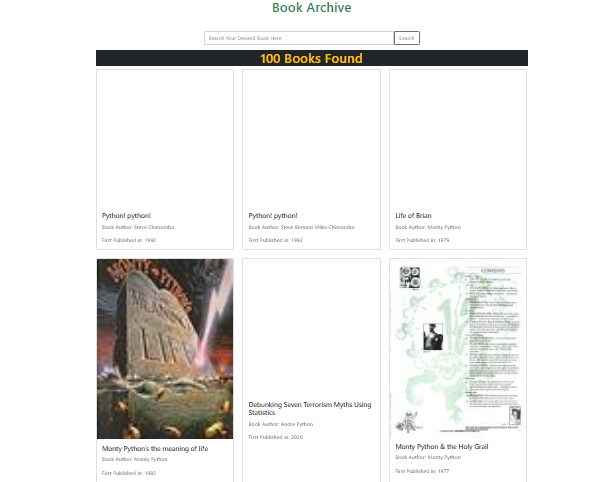 Book Archive
Search Your Desired Book Here
Search
100 Books Found
Python! python!
Book Author: Steve Chimombo
First Published in: 1992
Python! python!
Book Author: Steve Bernard Miles Chimombo
First Published in: 1992
Life of Brian
Book Author: Monty Python
First Published in: 1979
MONTY PYTHON'S
Monty Python's the meaning of life
Book Author: Monty Python
First Published in: 1983
Debunking Seven Terrorism Myths Using
Statistics
Book Author: Andre Python
First Published in: 2020
CONTENTS
Monty Python & the Holy Grail
Book Author: Monty Python
First Published in: 1977